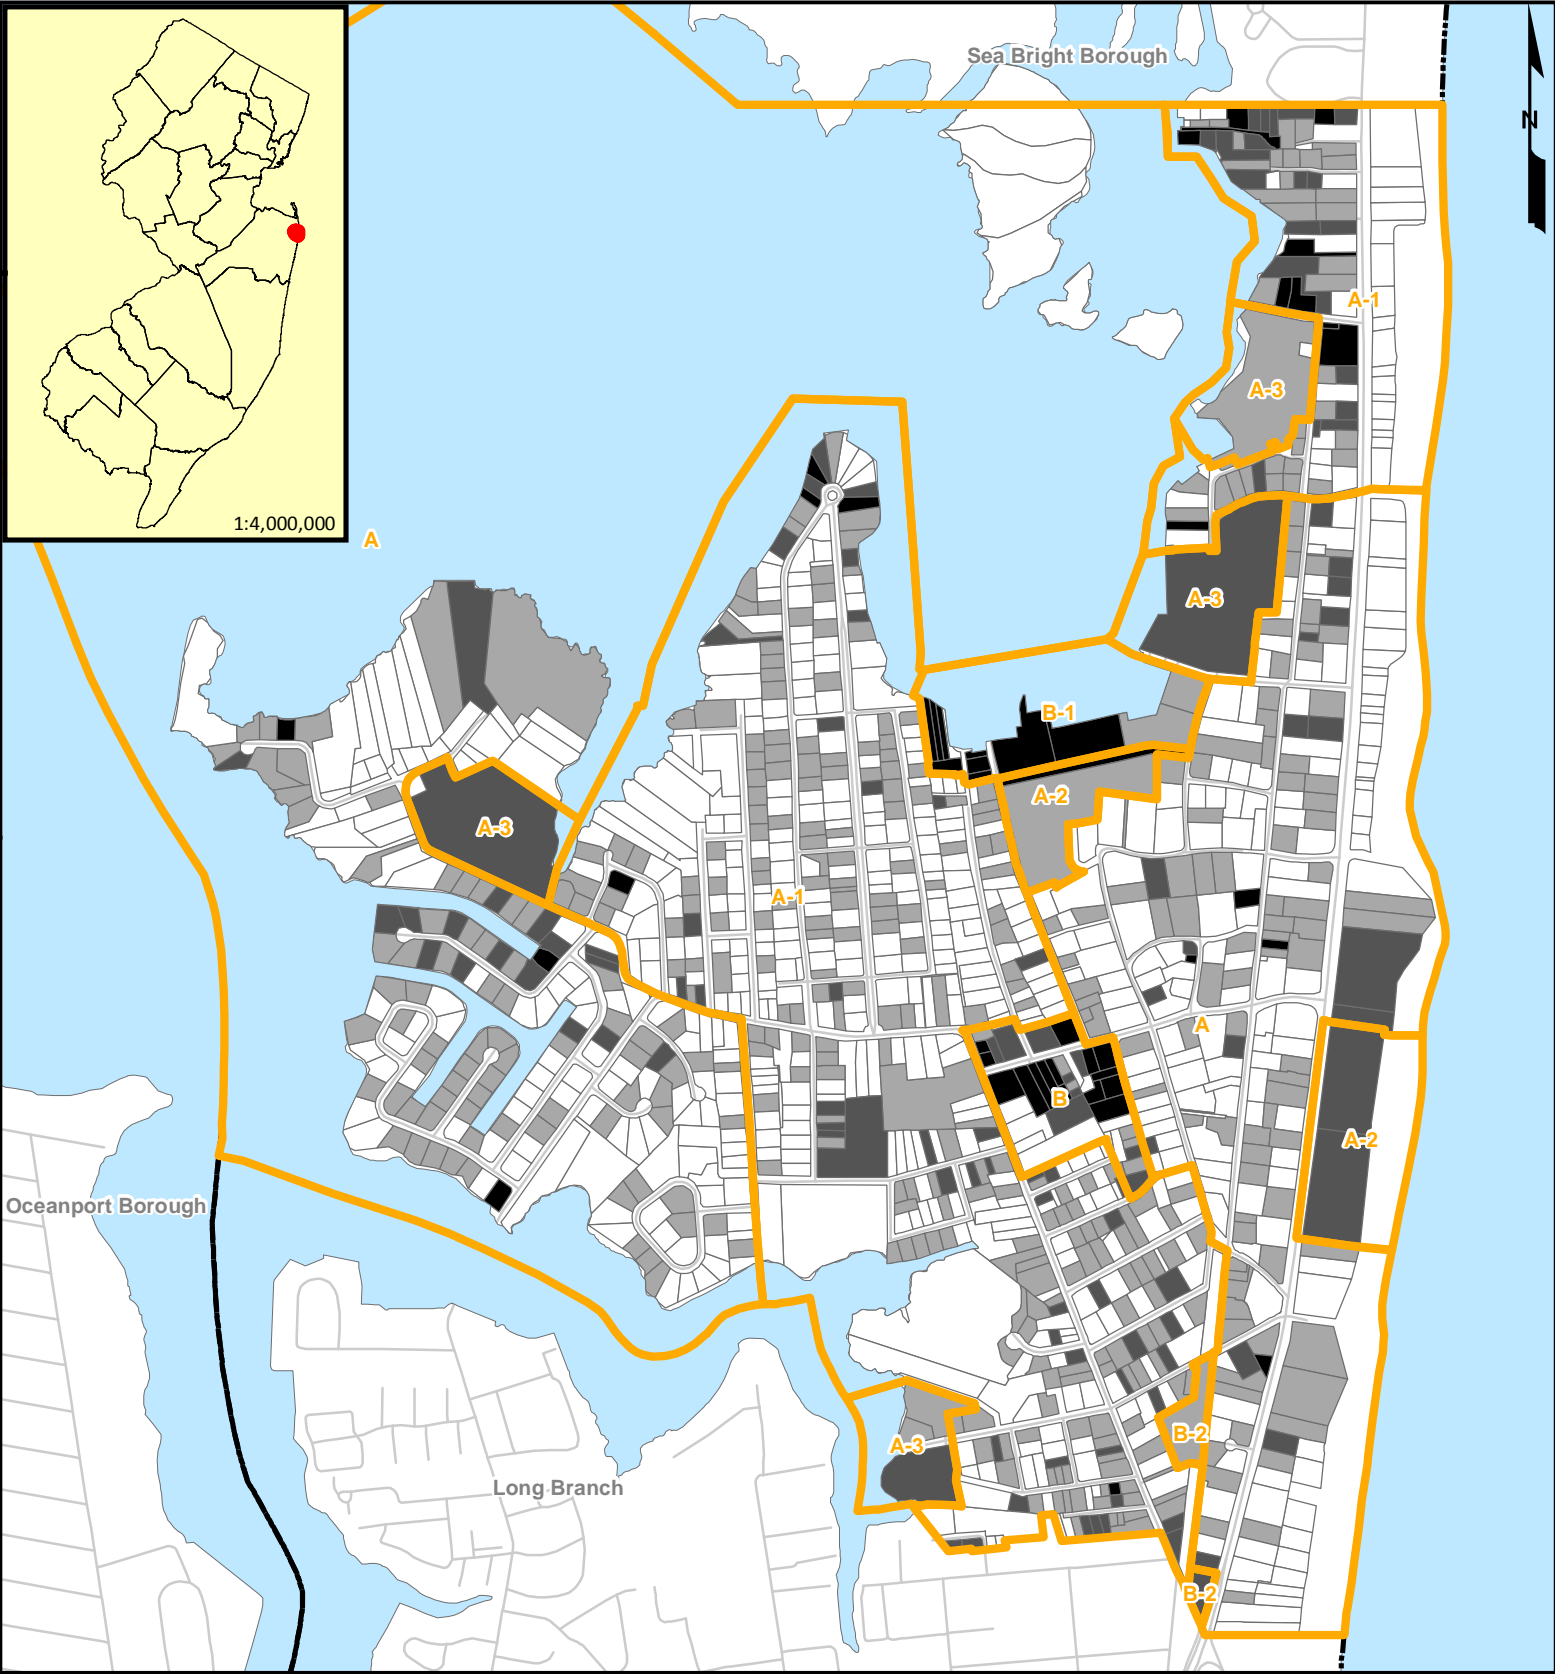 Sea Bright Borough
N
A-1
A-3
1:4,000,000
A
A-3
B-1
A-2
A-3
A-1
A
B
A-2
Oceanport Borough
B-2
A-3
Long Branch
B-2